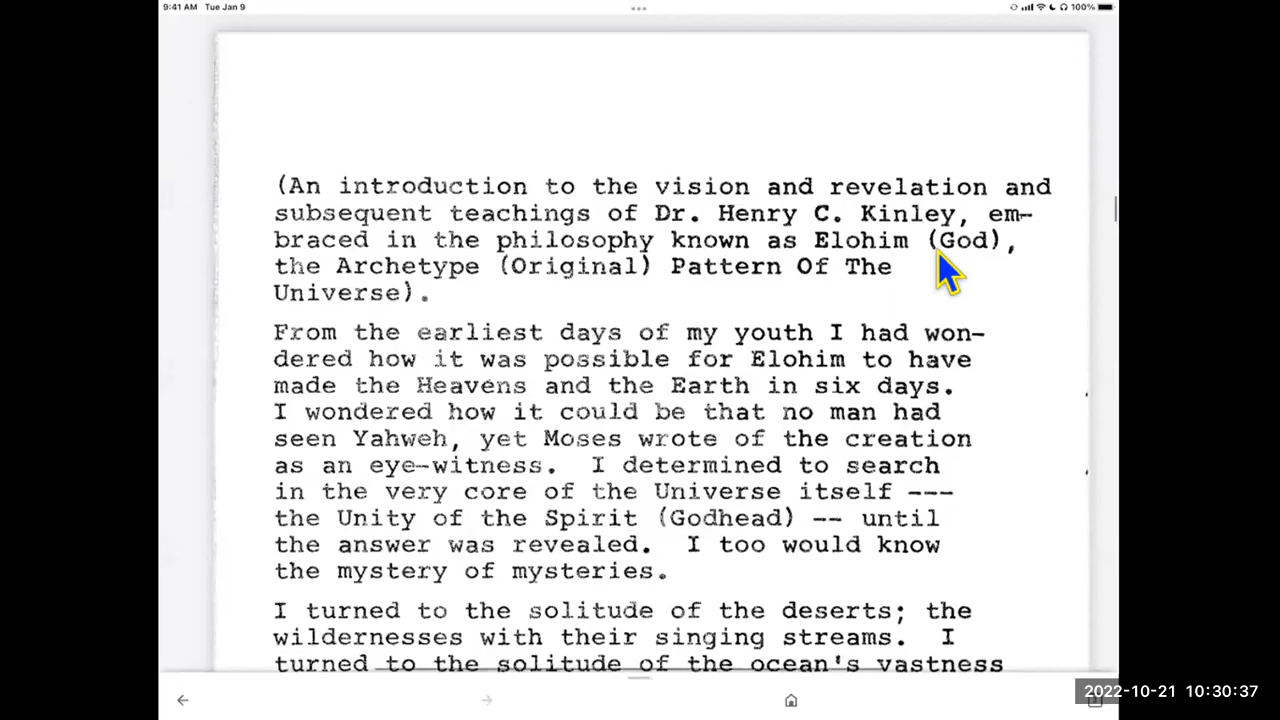 9:41 AM Tue Jan 9
100%
(An introduction to the vision and revelation and
subsequent teachings of Dr. Henry C. Kinley, em-
braced in the philosophy known as Elohim (God),
the Archetype (Original) Pattern Of The
Universe).
From the earliest days of my youth I had won-
dered how it was possible for Elohim to have
made the Heavens and the Earth in six days.
I wondered how it could be that no man had
seen Yahweh, yet Moses wrote of the creation
as an eye-witness.  I determined to search
in the very core of the Universe itself ---
the Unity of the Spirit (Godhead) -- until
the answer was revealed.  I too would know
the mystery of mysteries.
I turned to the solitude of the deserts; the
wildernesses with their singing streams.  I
turned to the solitude of the ocean's vastness
2022-10-21 10:30:37